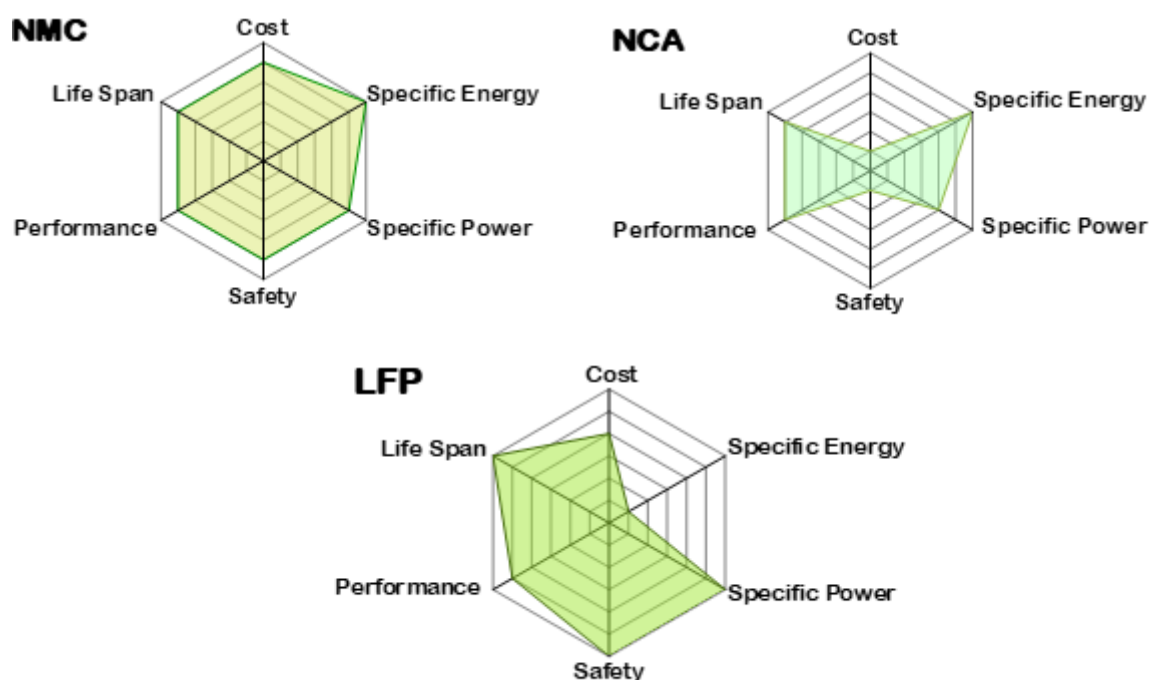 NMC
Cost
Life Span
Specific Energy
Performance
Specific Power
Safety
NCA
Cost
Life Span
Specific Energy
Performance
Specific Power
Safety
LFP
Cost
Life Span
Specific Energy
Performance
Specific Power
Safety